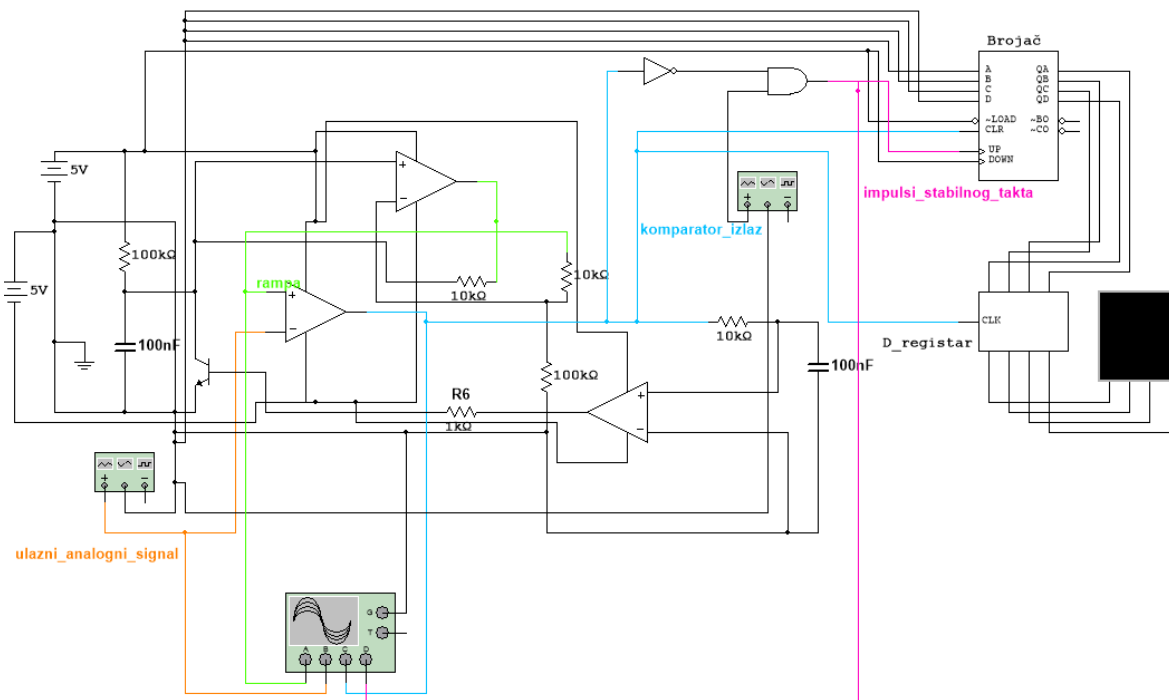 Brojač
A QA
B QB
C QC
D QD
~LOAD ~BO
CLR ~CO
UP
DOWN
impulsi_stabilnog_takta
5V
+
−
+ −
komparator_izlaz
100kΩ
5V
rampa
+
−
10kΩ
10kΩ
CLK
D_registar
100nF
10kΩ
100nF
100kΩ
R6
1kΩ
+
−
+ −
ulazni_analogni_signal
G
T
A B C D